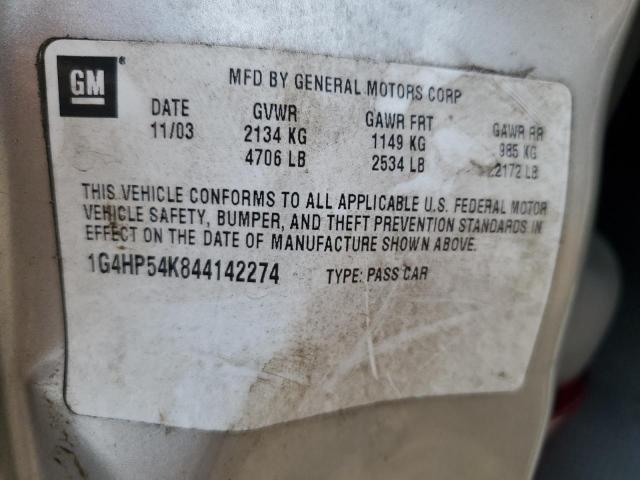 GM®
MFD BY GENERAL MOTORS CORP
DATE GVWR GAWR FRT GAWR RR
11/03 2134 KG 1149 KG 985 KG
4706 LB 2534 LB 2172 LB
THIS VEHICLE CONFORMS TO ALL APPLICABLE U.S. FEDERAL MOTOR
VEHICLE SAFETY, BUMPER, AND THEFT PREVENTION STANDARDS IN
EFFECT ON THE DATE OF MANUFACTURE SHOWN ABOVE.
1G4HP54K844142274 TYPE: PASS CAR